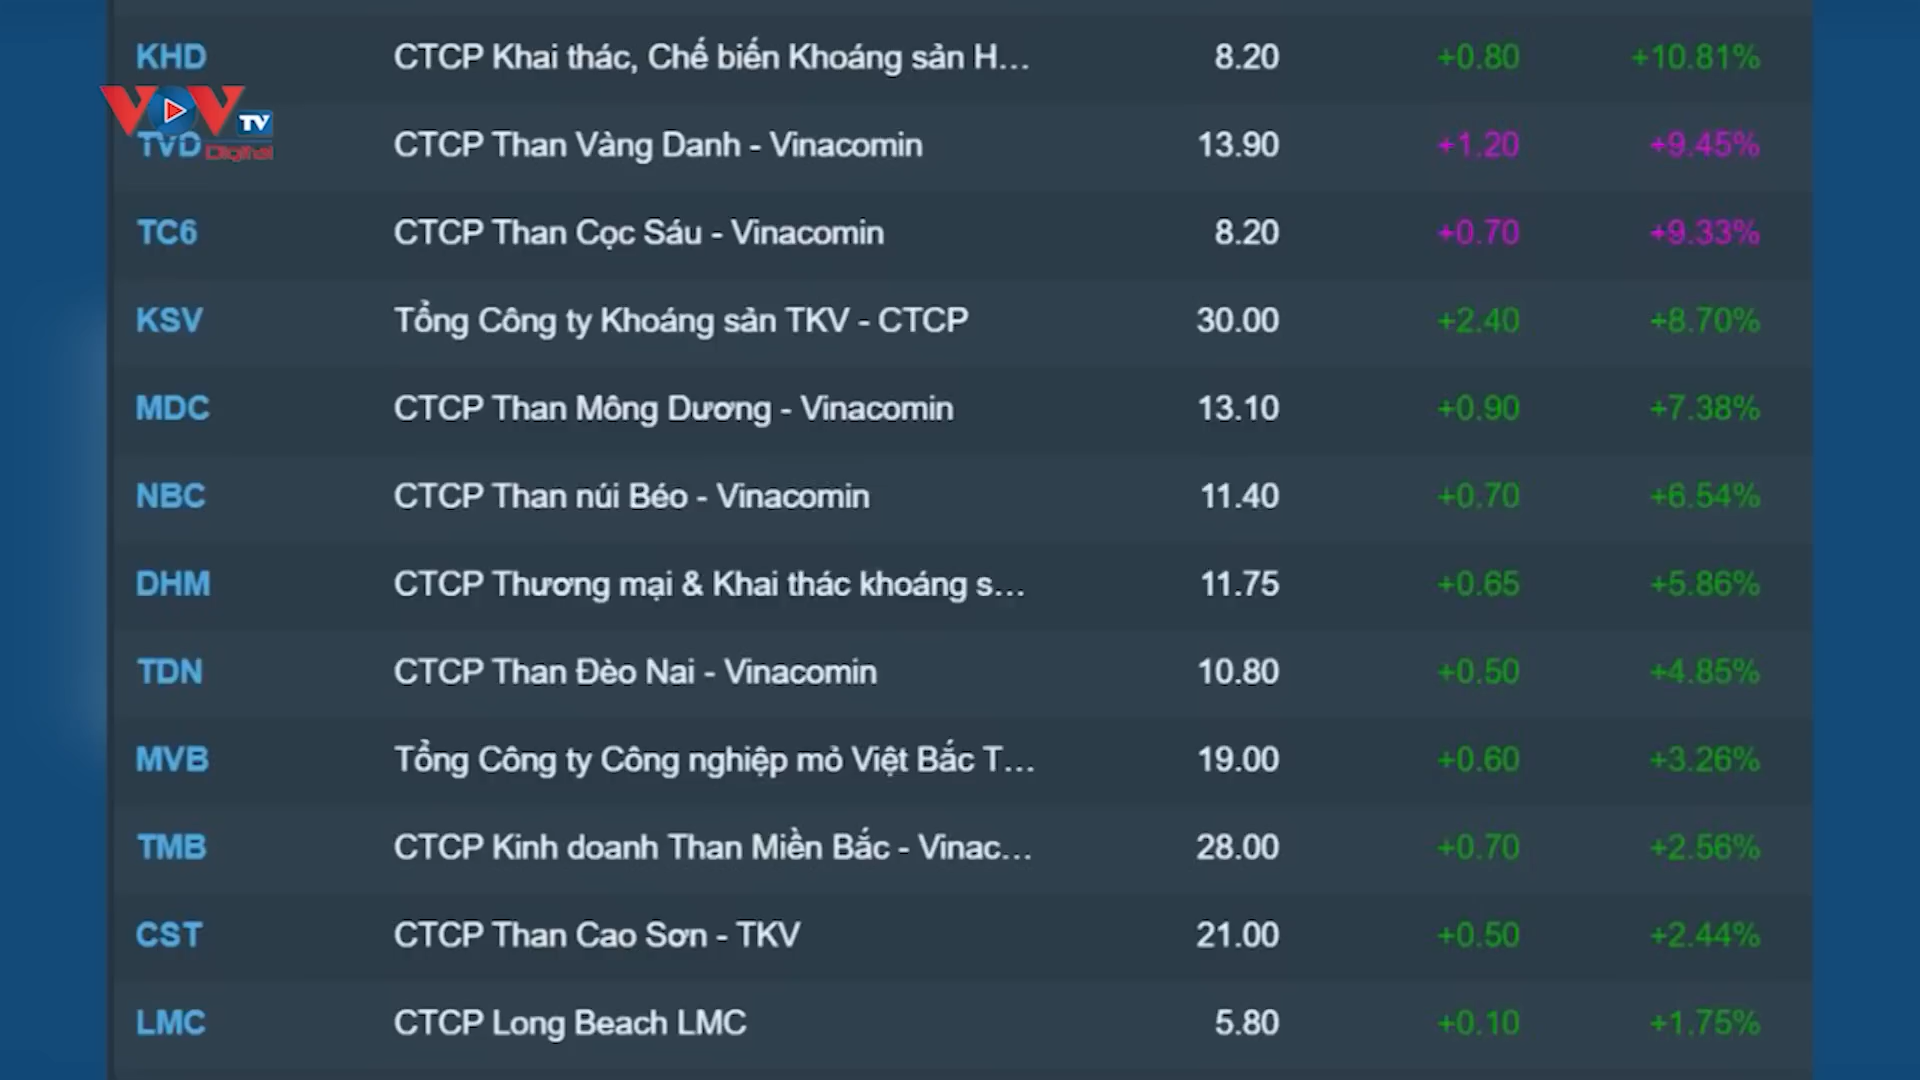 KHD CTCP Khai thác, Chế biến Khoáng sản H... 8.20 +0.80 +10.81%
VOV TV Digital
TVD CTCP Than Vàng Danh - Vinacomin 13.90 +1.20 +9.45%
TC6 CTCP Than Cọc Sáu - Vinacomin 8.20 +0.70 +9.33%
KSV Tổng Công ty Khoáng sản TKV - CTCP 30.00 +2.40 +8.70%
MDC CTCP Than Mông Dương - Vinacomin 13.10 +0.90 +7.38%
NBC CTCP Than núi Béo - Vinacomin 11.40 +0.70 +6.54%
DHM CTCP Thương mại & Khai thác khoáng s... 11.75 +0.65 +5.86%
TDN CTCP Than Đèo Nai - Vinacomin 10.80 +0.50 +4.85%
MVB Tổng Công ty Công nghiệp mỏ Việt Bắc T... 19.00 +0.60 +3.26%
TMB CTCP Kinh doanh Than Miền Bắc - Vinac... 28.00 +0.70 +2.56%
CST CTCP Than Cao Sơn - TKV 21.00 +0.50 +2.44%
LMC CTCP Long Beach LMC 5.80 +0.10 +1.75%